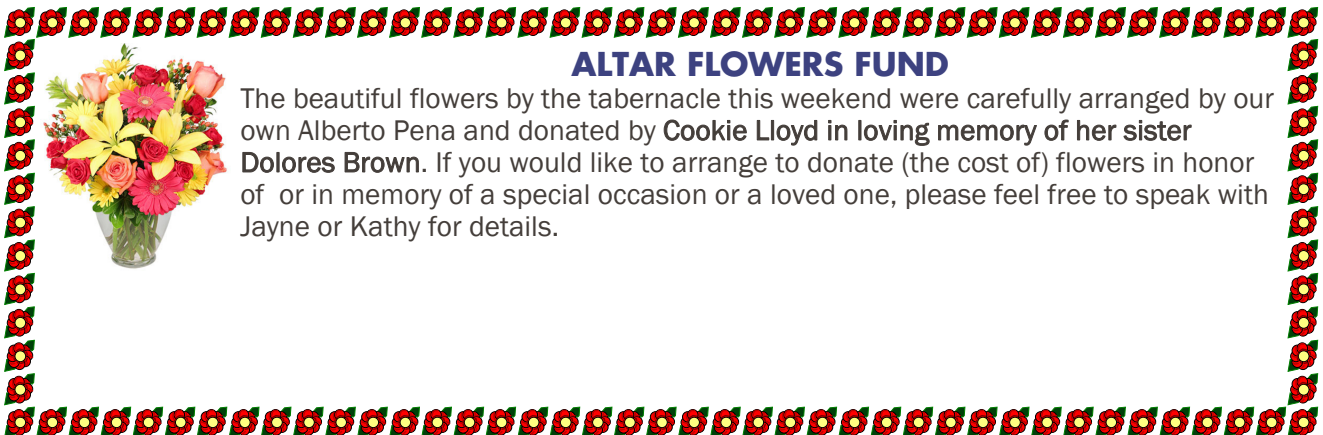 ALTAR FLOWERS FUND
The beautiful flowers by the tabernacle this weekend were carefully arranged by our
own Alberto Pena and donated by Cookie Lloyd in loving memory of her sister
Dolores Brown. If you would like to arrange to donate (the cost of) flowers in honor
of  or in memory of a special occasion or a loved one, please feel free to speak with
Jayne or Kathy for details.